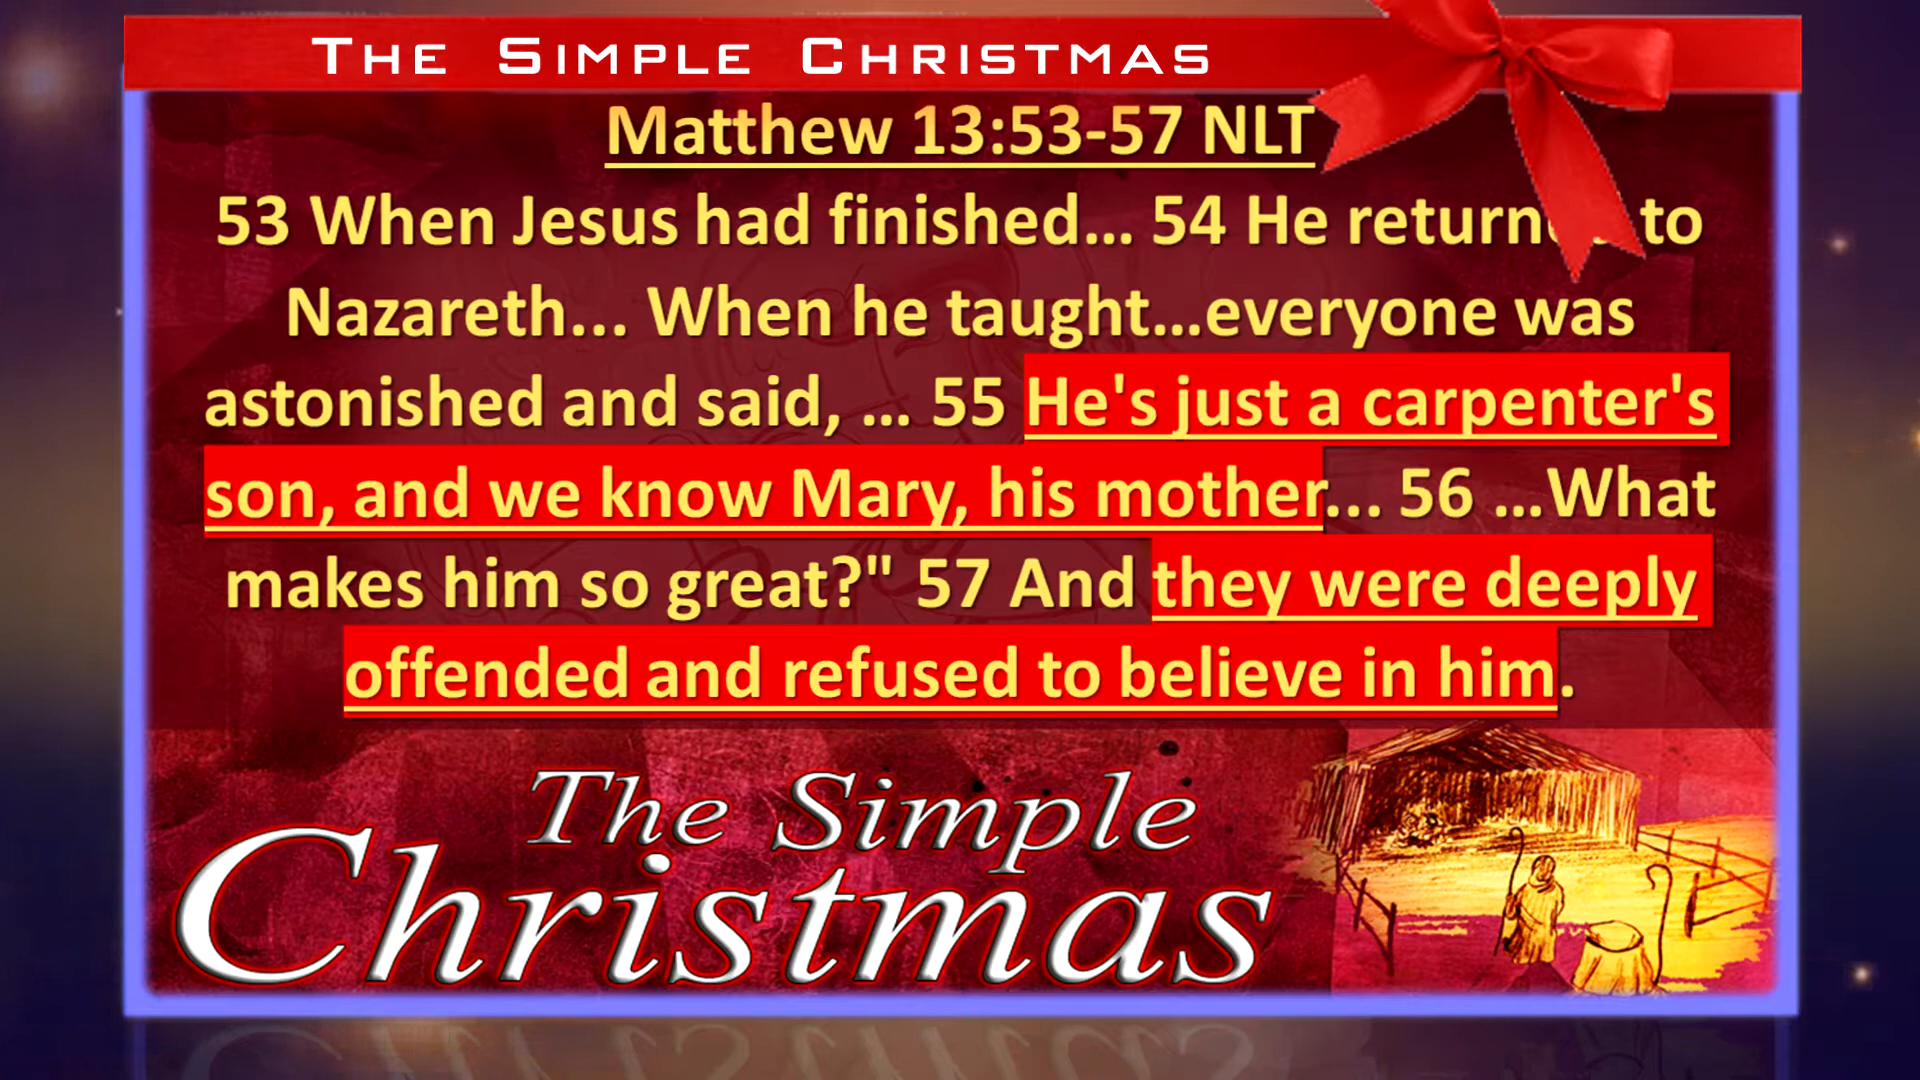 The Simple Christmas
Matthew 13:53-57 NLT
53 When Jesus had finished... 54 He to
Nazareth... When he taught...everyone was
astonished and said, ... 55 He's just a carpenter's
son, and we know Mary, his mother... 56 ...What
makes him so great?" 57 And they were deeply
offended and refused to believe in him.
The Simple
Christmas